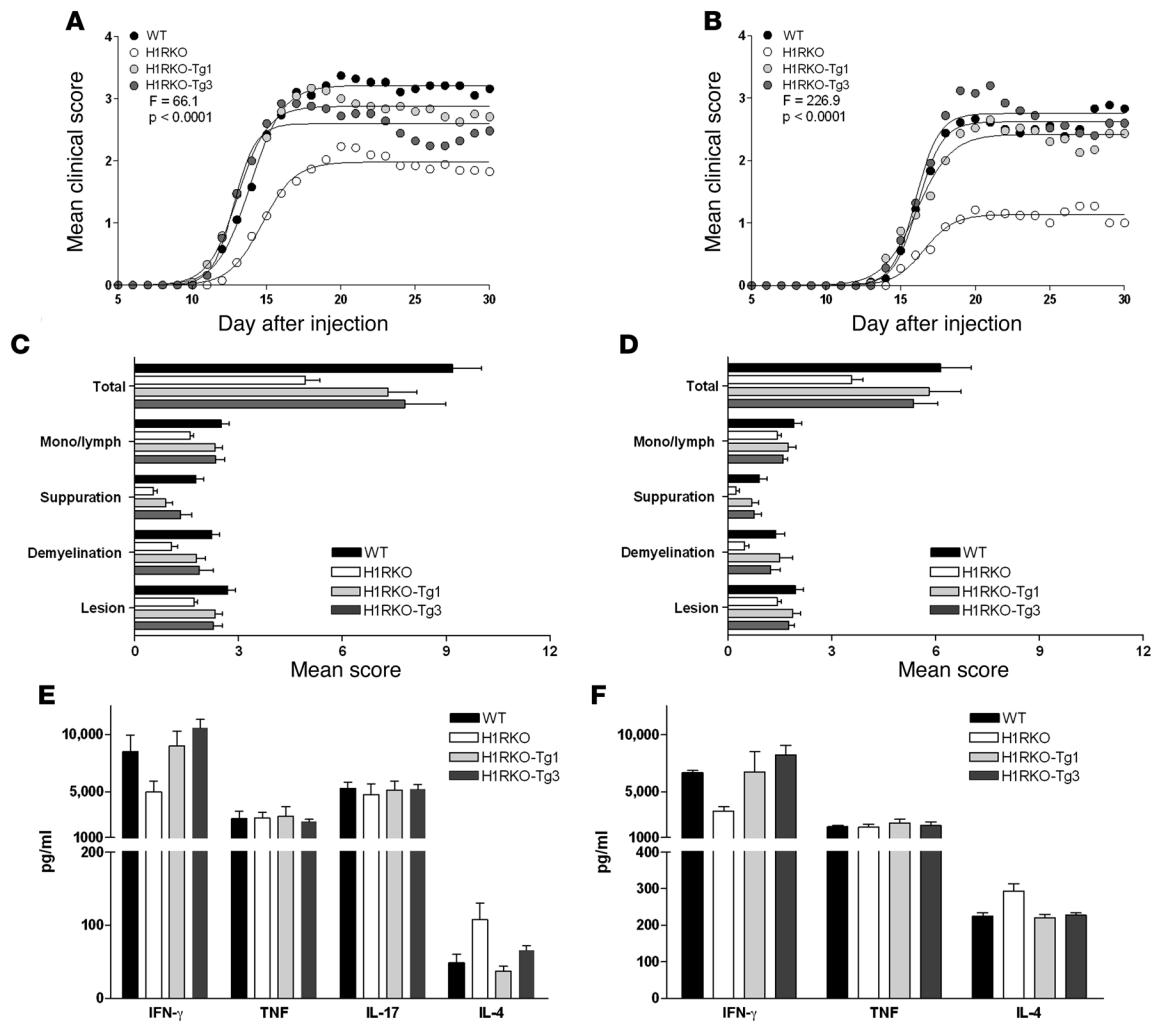 A
WT
H1RKO
H1RKO-Tg1
H1RKO-Tg3
F = 66.1
p < 0.0001
Mean clinical score
4
3
2
1
0
5 10 15 20 25 30
Day after injection
B
WT
H1RKO
H1RKO-Tg1
H1RKO-Tg3
F = 226.9
p < 0.0001
Mean clinical score
4
3
2
1
0
5 10 15 20 25 30
Day after injection
C
Total
Mono/lymph
Suppuration
Demyelination
Lesion
WT
H1RKO
H1RKO-Tg1
H1RKO-Tg3
0 3 6 9 12
Mean score
D
Total
Mono/lymph
Suppuration
Demyelination
Lesion
WT
H1RKO
H1RKO-Tg1
H1RKO-Tg3
0 3 6 9 12
Mean score
E
WT
H1RKO
H1RKO-Tg1
H1RKO-Tg3
pg/ml
10,000
5,000
1000
200
100
0
IFN-γ TNF IL-17 IL-4
F
WT
H1RKO
H1RKO-Tg1
H1RKO-Tg3
pg/ml
10,000
5,000
1000
400
300
200
100
0
IFN-γ TNF IL-4